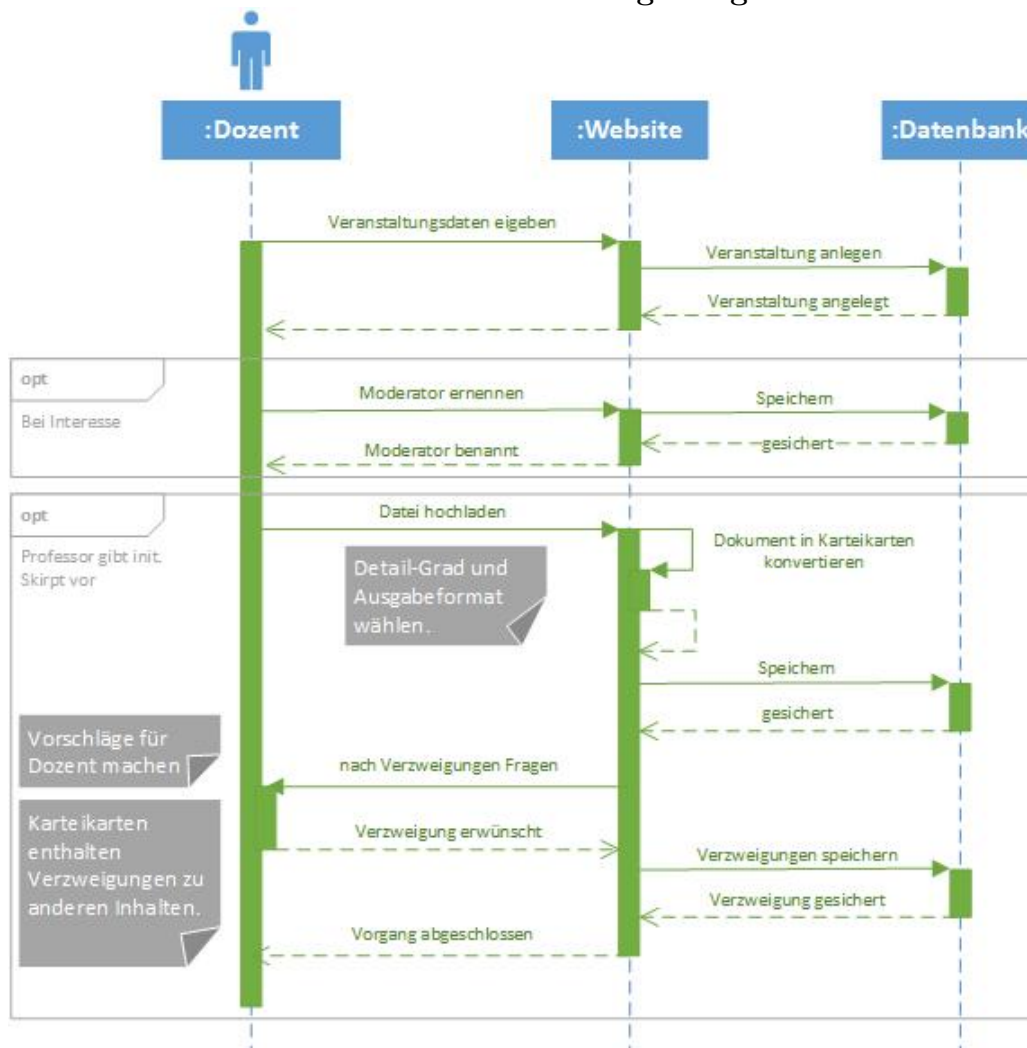 :Dozent
:Website
:Datenbank
Veranstaltungsdaten eigeben
Veranstaltung anlegen
Veranstaltung angelegt
opt
Bei Interesse
Moderator ernennen
Speichern
gesichert
Moderator benannt
opt
Professor gibt init.
Skirpt vor
Datei hochladen
Dokument in Karteikarten
konvertieren
Detail-Grad und
Ausgabeformat
wählen.
Speichern
gesichert
Vorschläge für
Dozent machen
nach Verzweigungen Fragen
Karteikarten
enthalten
Verzweigungen zu
anderen Inhalten.
Verzweigung erwünscht
Verzweigungen speichern
Verzweigung gesichert
Vorgang abgeschlossen